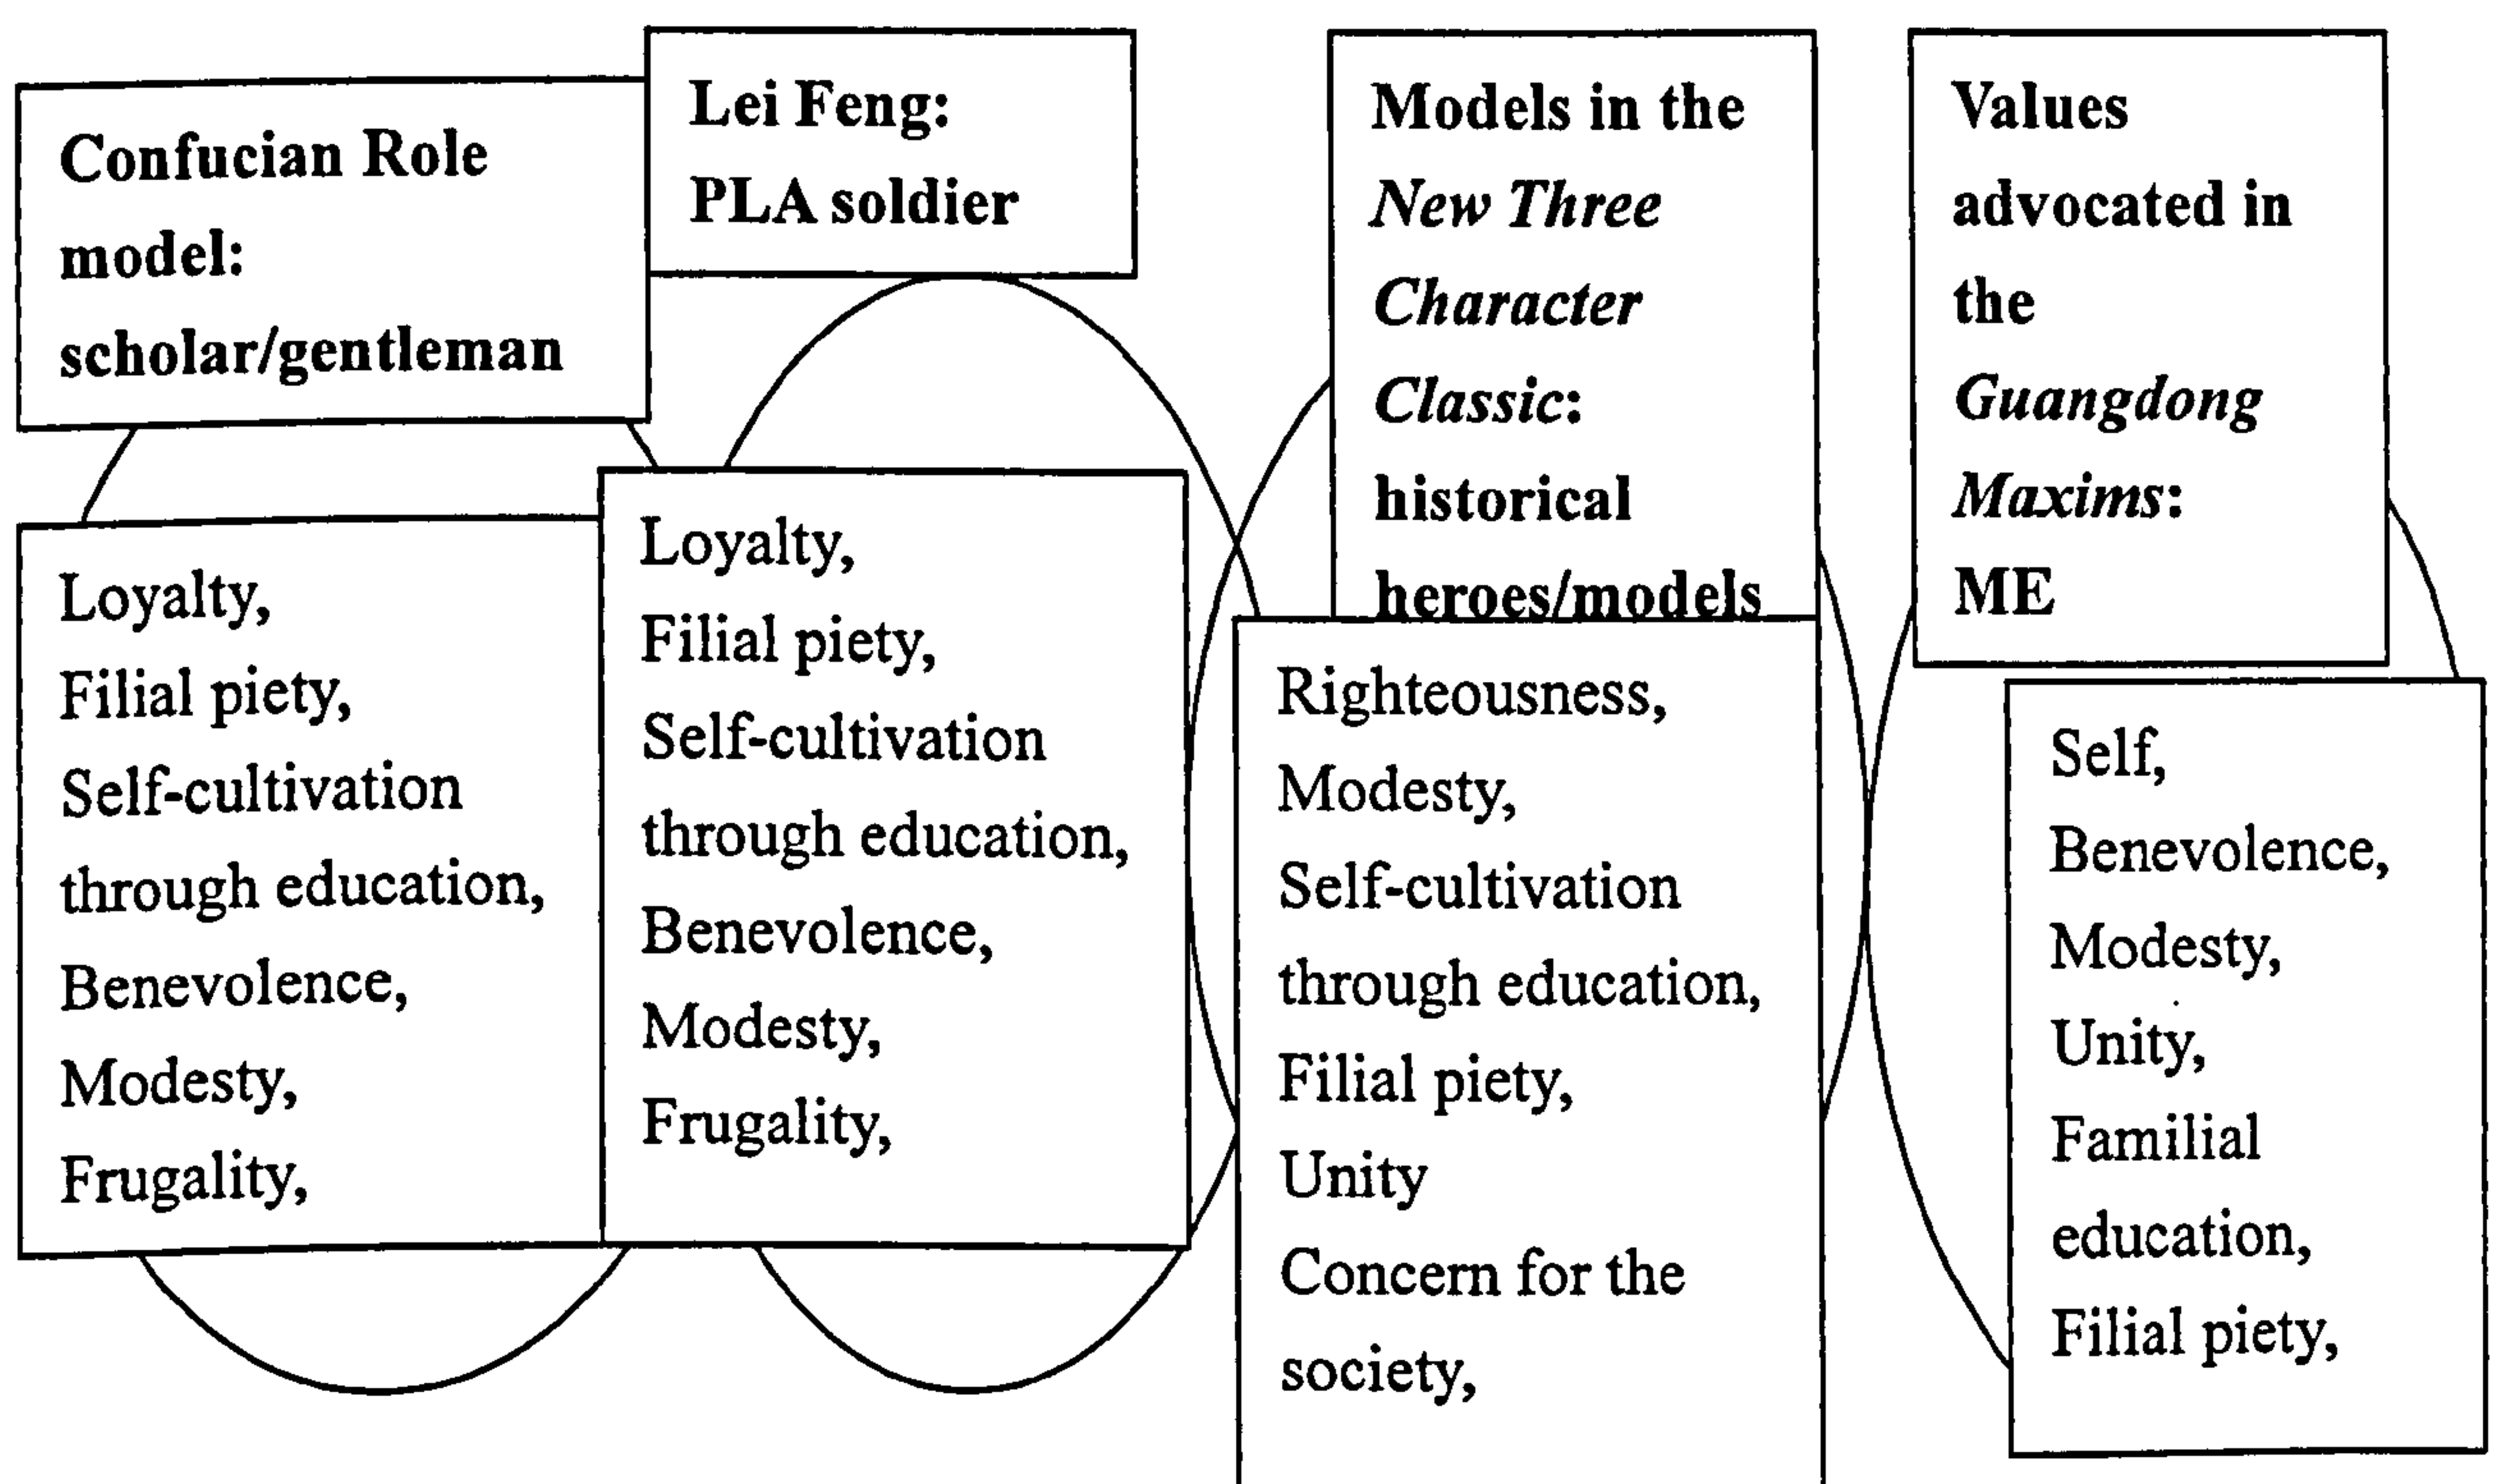 Confucian Role
model:
scholar/gentleman
Loyalty,
Filial piety,
Self-cultivation
through education,
Benevolence,
Modesty,
Frugality,
Lei Feng:
PLA soldier
Loyalty,
Filial piety,
Self-cultivation
through education,
Benevolence,
Modesty,
Frugality,
Models in the
New Three
Character
Classic:
historical
heroes/models
Righteousness,
Modesty,
Self-cultivation
through education,
Filial piety,
Unity
Concern for the
society,
Values
advocated in
the
Guangdong
Maxims:
ME
Self,
Benevolence,
Modesty,
Unity,
Familial
education,
Filial piety,